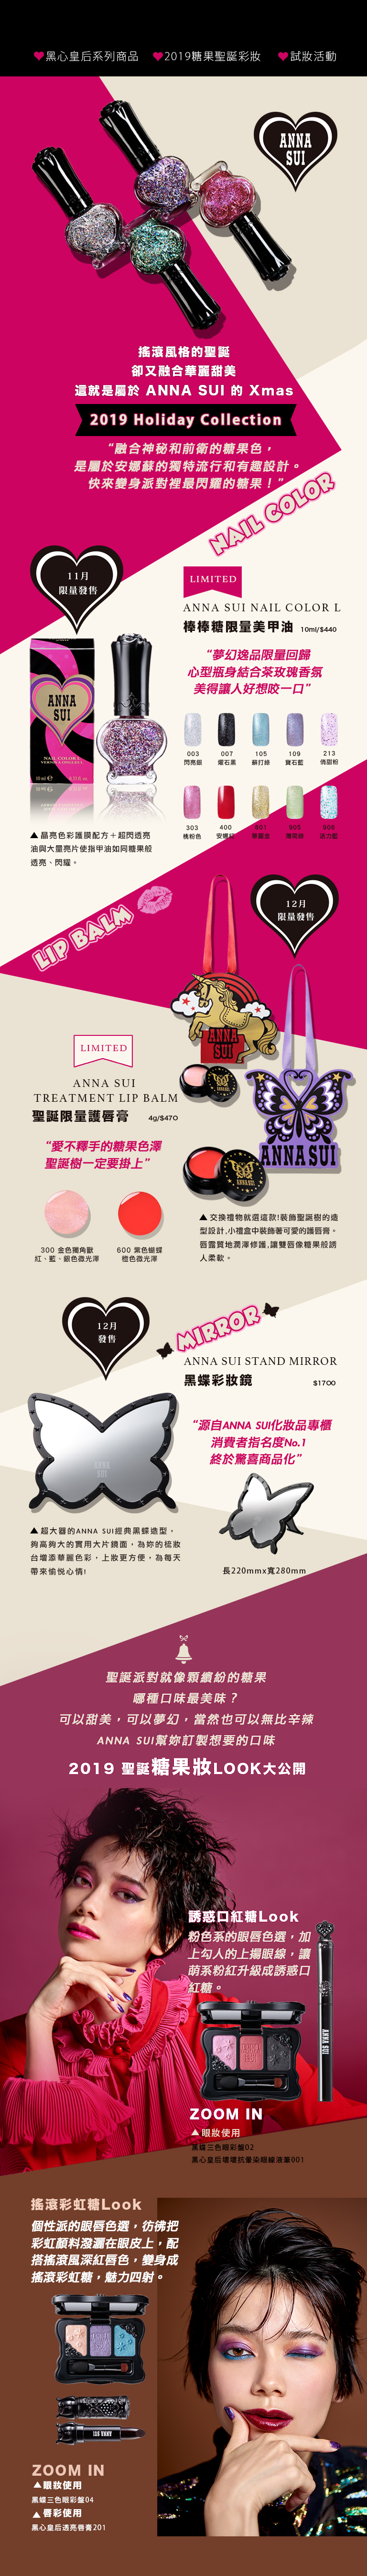 黑心皇后系列商品 2019糖果聖誕彩妝 試妝活動
ANNA
SUI
搖滾風格的聖誕
卻又融合華麗甜美
這就是屬於 ANNA SUI 的 Xmas
2019 Holiday Collection
“融合神秘和前衛的糖果色，
是屬於安娜蘇的獨特流行和有趣設計。
快來變身派對裡最閃耀的糖果！”
NAIL COLOR
11月
限量發售
LIMITED
ANNA SUI NAIL COLOR L
棒棒糖限量美甲油 10ml/$440
“夢幻逸品限量回歸
心型瓶身結合茶玫瑰香氛
美得讓人好想咬一口”
ANNA
SUI
NAIL COLOR L
10 ml
003 007 105 109 213
閃亮銀 曜石黑 蘇打綠 寶石藍 俏甜粉
303 400 801 905 906
桃粉色
▲ 晶亮色彩護膜配方＋超閃透亮
油與大量亮片使指甲油如同糖果般
透亮、閃耀。
LIP BALM
12月
限量發售
ANNA
SUI
ANNA SUI
LIMITED
ANNA SUI
TREATMENT LIP BALM
聖誕限量護唇膏 4g/$470
“愛不釋手的糖果色澤
聖誕樹一定要掛上”
300 金色獨角獸
紅、藍、銀色微光澤
600 紫色蝴蝶
橙色微光澤
▲ 交換禮物就選這款!裝飾聖誕樹的造
型設計,小禮盒中裝飾著可愛的護唇膏。
唇露質地潤澤修護,讓雙唇像糖果般誘
人柔軟。
12月
發售
MIRROR
ANNA SUI STAND MIRROR
黑蝶彩妝鏡 $1700
“源自ANNA SUI化妝品專櫃
消費者指名度No.1
終於驚喜商品化”
ANNA
SUI
▲ 超大器的ANNA SUI經典黑蝶造型，
夠高夠大的實用大片鏡面，為妳的梳妝
台增添華麗色彩，上妝更方便，為每天
帶來愉悅心情!
長220mmx寬280mm
聖誕派對就像顆繽紛的糖果
哪種口味最美味？
可以甜美，可以夢幻，當然也可以無比辛辣
ANNA SUI幫妳訂製想要的口味
2019 聖誕糖果妝LOOK大公開
誘惑口紅糖Look
粉色系的眼唇色選，加
上勾人的上揚眼線，讓
萌系粉紅升級成誘惑口
紅糖。
ANNA SUI
ZOOM IN
▲眼妝使用
黑蝶三色眼彩盤02
黑心皇后壞壞抗暈染眼線液筆001
搖滾彩虹糖Look
個性派的眼唇色選，彷彿把
彩虹顏料潑灑在眼皮上，配
搭搖滾風深紅唇色，變身成
搖滾彩虹糖，魅力四射。
ANNA SUI
ZOOM IN
▲眼妝使用
黑蝶三色眼彩盤04
▲唇彩使用
黑心皇后透亮唇膏201